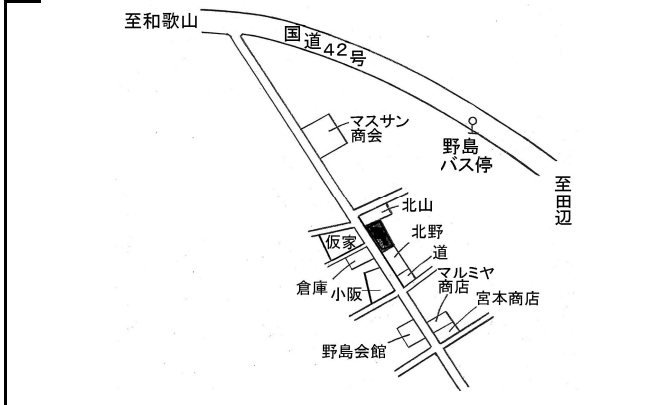 至和歌山
国道42号
マスサン
商会
野島
バス停
至田辺
北山
北野
仮家
道
倉庫
小阪
マルミヤ
商店
宮本商店
野島会館